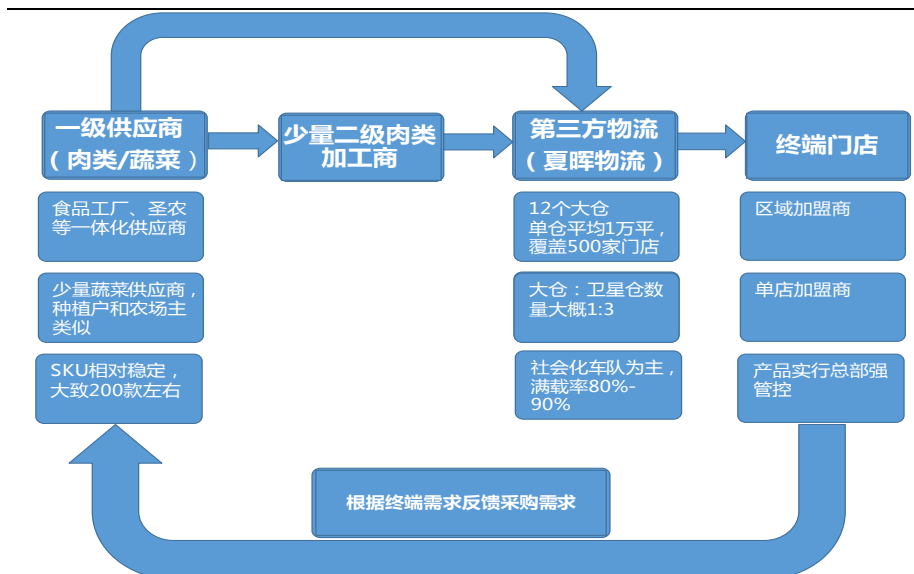 一级供应商
（肉类/蔬菜）
少量二级肉类
加工商
第三方物流
（夏晖物流）
终端门店
食品工厂、圣农
等一体化供应商
少量蔬菜供应商，
种植户和农场主
类似
SKU相对稳定，
大致200款左右
12个大仓
单仓平均1万平，
覆盖500家门店
大仓：卫星仓数
量大概1:3
社会化车队为主，
满载率80%-
90%
区域加盟商
单店加盟商
产品实行总部强
管控
根据终端需求反馈采购需求